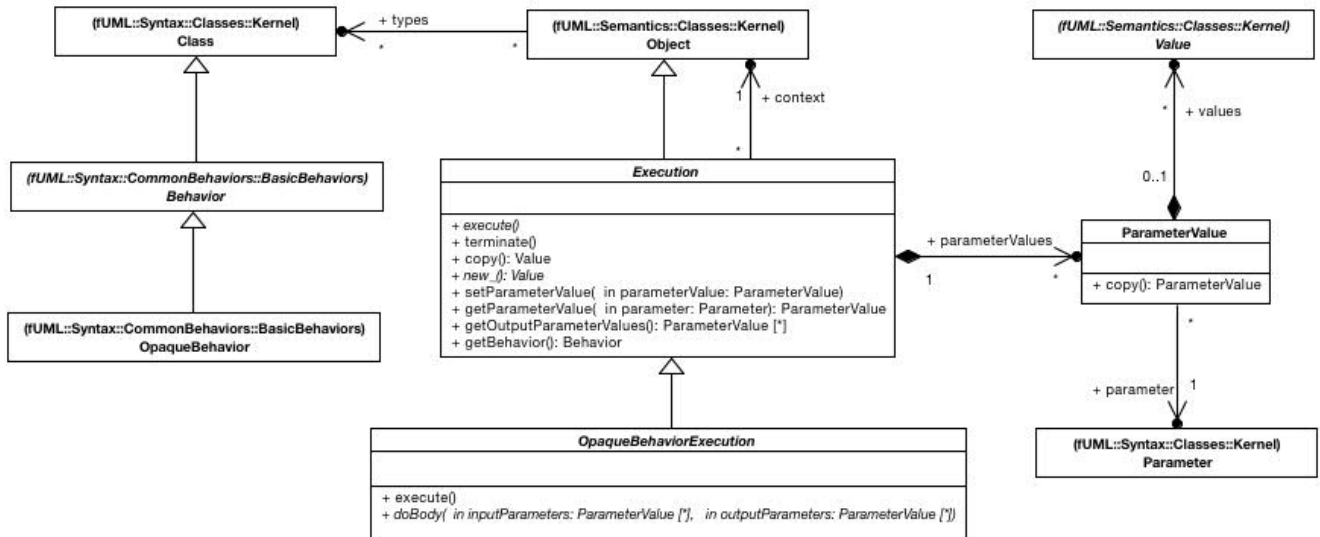 (fUML::Syntax::Classes::Kernel)
Class
+ types
*
*
(fUML::Semantics::Classes::Kernel)
Object
(fUML::Semantics::Classes::Kernel)
Value
1
+ context
*
*
+ values
0..1
(fUML::Syntax::CommonBehaviors::BasicBehaviors)
Behavior
Execution
+ execute()
+ terminate()
+ copy(): Value
+ new_(): Value
+ setParameterValue( in parameterValue: ParameterValue)
+ getParameterValue( in parameter: Parameter): ParameterValue
+ getOutputParameterValues(): ParameterValue [*]
+ getBehavior(): Behavior
+ parameterValues
1
*
ParameterValue
+ copy(): ParameterValue
*
+ parameter
1
(fUML::Syntax::CommonBehaviors::BasicBehaviors)
OpaqueBehavior
OpaqueBehaviorExecution
+ execute()
+ doBody( in inputParameters: ParameterValue [*], in outputParameters: ParameterValue [*])
(fUML::Syntax::Classes::Kernel)
Parameter